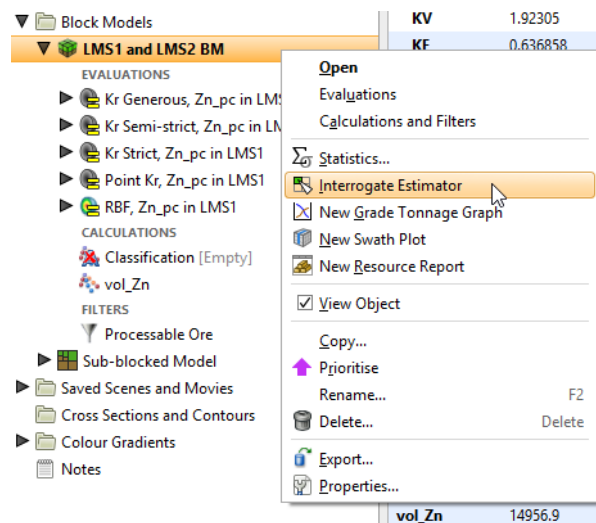 Block Models
LMS1 and LMS2 BM
EVALUATIONS
Kr Generous, Zn_pc in LMS
Kr Semi-strict, Zn_pc in LM
Kr Strict, Zn_pc in LMS1
Point Kr, Zn_pc in LMS1
RBF, Zn_pc in LMS1
CALCULATIONS
Classification [Empty]
vol_Zn
FILTERS
Processable Ore
Sub-blocked Model
Saved Scenes and Movies
Cross Sections and Contours
Colour Gradients
Notes
KV 1.92305
KE 0.636858
Open
Evaluations
Calculations and Filters
Statistics...
Interrogate Estimator
New Grade Tonnage Graph
New Swath Plot
New Resource Report
View Object
Copy...
Prioritise
Rename... F2
Delete... Delete
Export...
Properties...
vol_Zn 14956.9